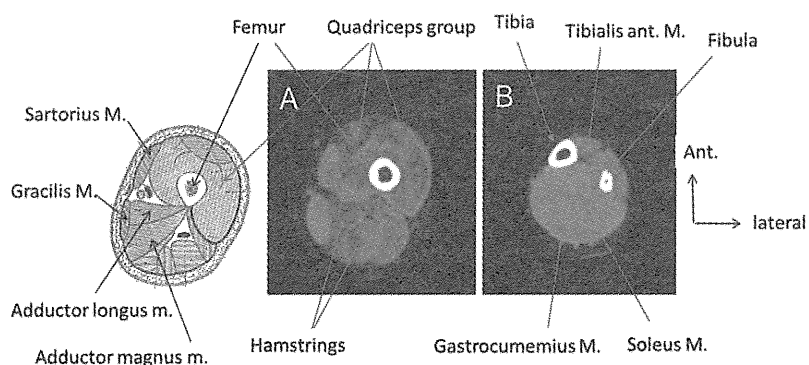 Femur
Quadriceps group
Tibia
Tibialis ant. M.
Fibula
A
B
Sartorius M.
Gracilis M.
Ant.
lateral
Adductor longus m.
Adductor magnus m.
Hamstrings
Gastrocumemius M.
Soleus M.